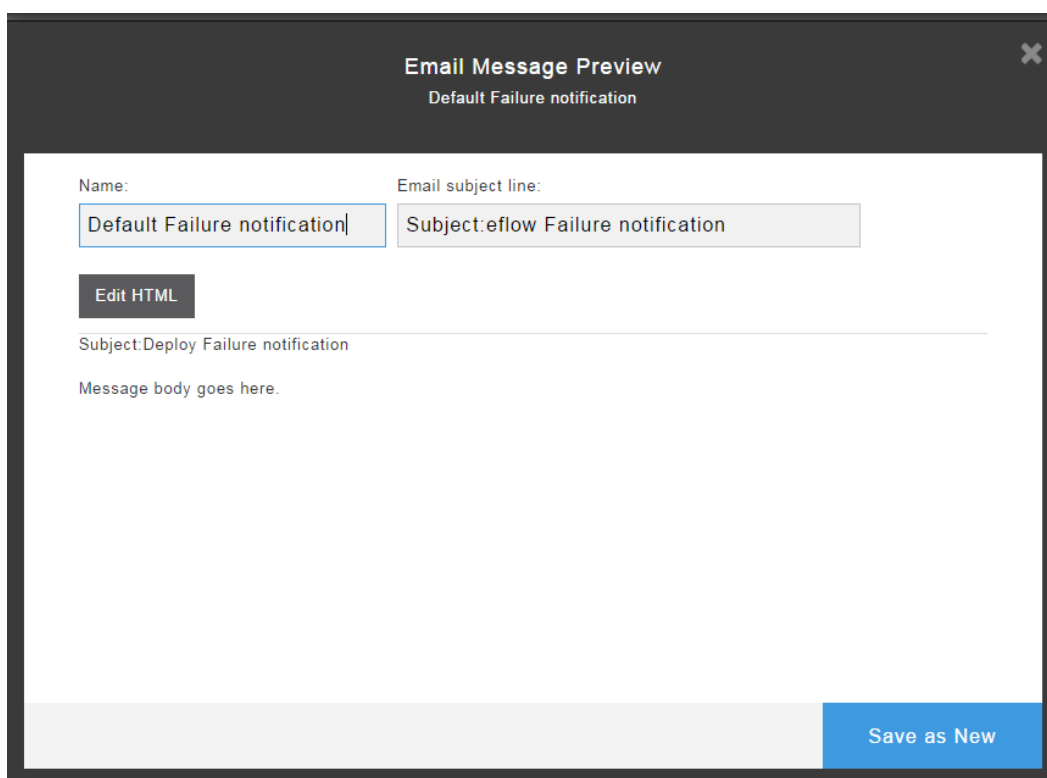 Email Message Preview
Default Failure notification
Name:
Email subject line:
Default Failure notification
Subject:eflow Failure notification
Edit HTML
Subject:Deploy Failure notification
Message body goes here.
Save as New